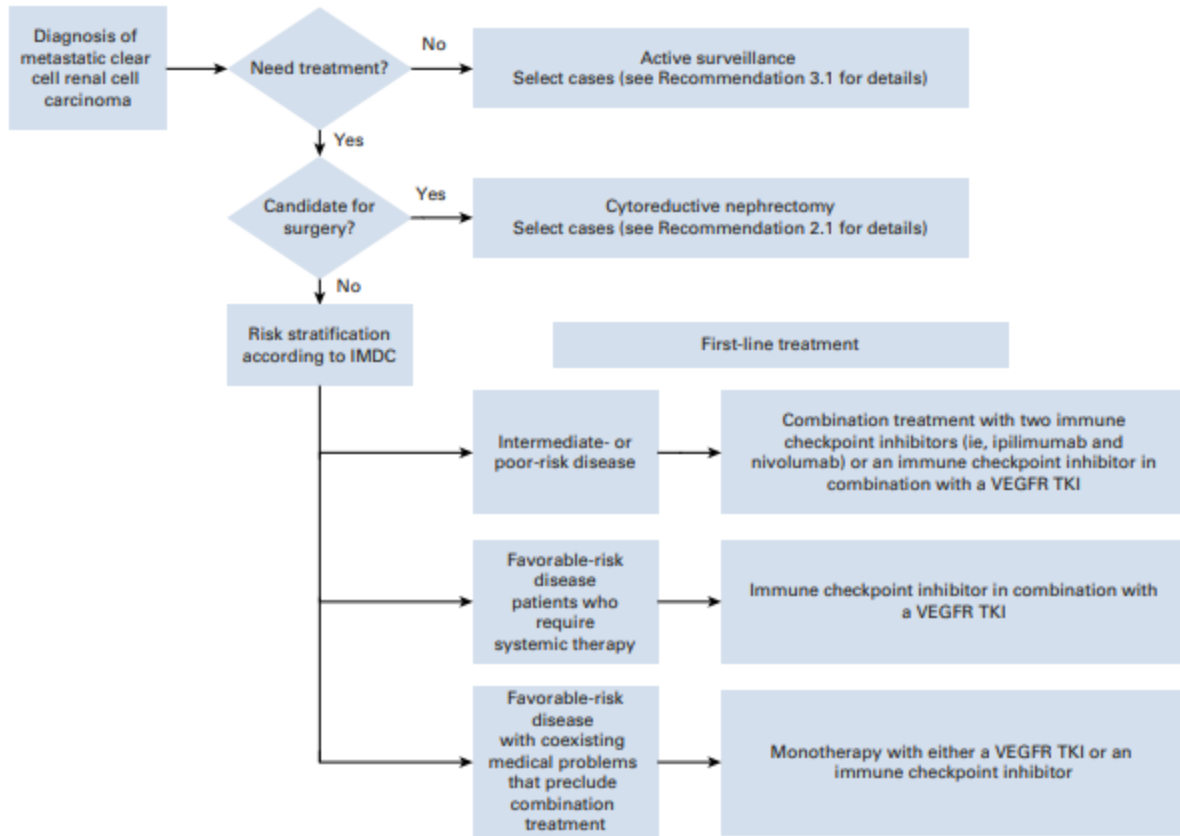 Diagnosis of
metastatic clear
cell renal cell
carcinoma
Need treatment?
No
Active surveillance
Select cases (see Recommendation 3.1 for details)
Yes
Candidate for
surgery?
Yes
Cytoreductive nephrectomy
Select cases (see Recommendation 2.1 for details)
No
Risk stratification
according to IMDC
First-line treatment
Intermediate- or
poor-risk disease
Combination treatment with two immune
checkpoint inhibitors (ie, ipilimumab and
nivolumab) or an immune checkpoint inhibitor in
combination with a VEGFR TKI
Favorable-risk
disease
patients who
require
systemic therapy
Immune checkpoint inhibitor in combination with
a VEGFR TKI
Favorable-risk
disease
with coexisting
medical problems
that preclude
combination
treatment
Monotherapy with either a VEGFR TKI or an
immune checkpoint inhibitor